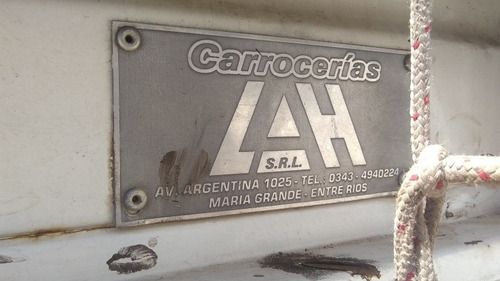 Carrocerías
LAH
S.R.L.
AV. ARGENTINA 1025 - TEL: 0343 - 4940224
MARIA GRANDE - ENTRE RIOS